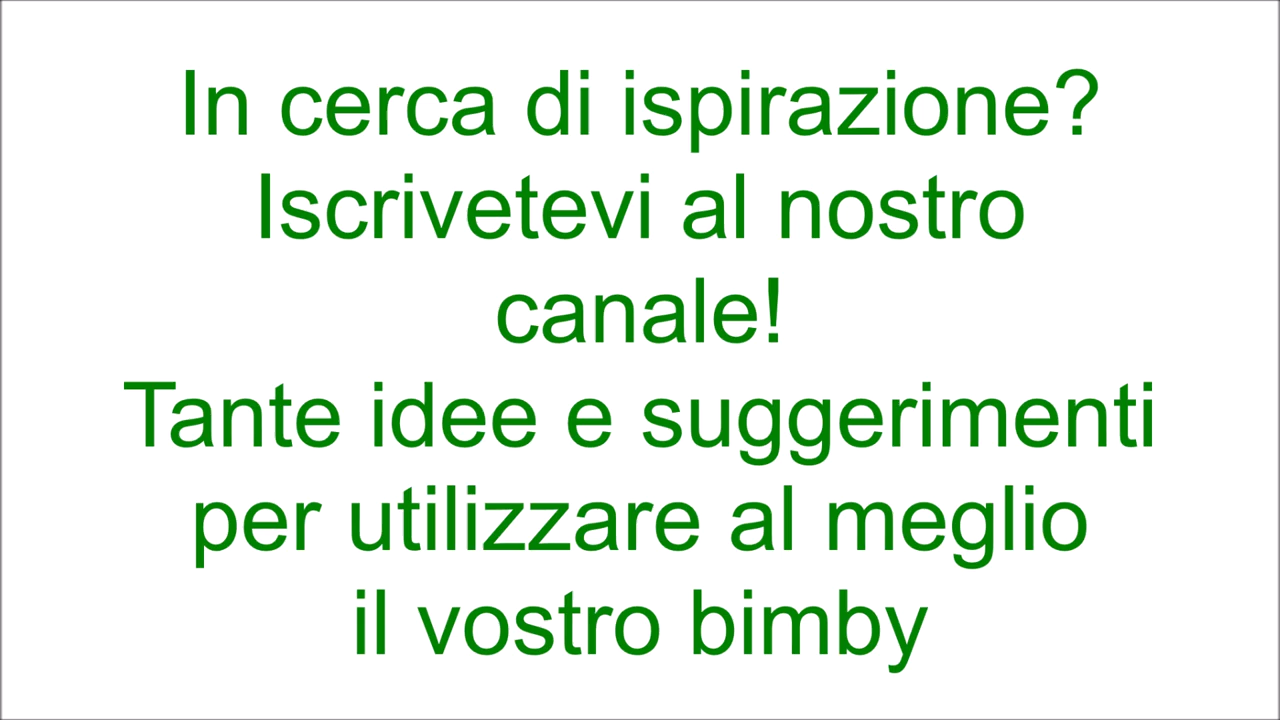 In cerca di ispirazione?
Iscrivetevi al nostro
canale!
Tante idee e suggerimenti
per utilizzare al meglio
il vostro bimby